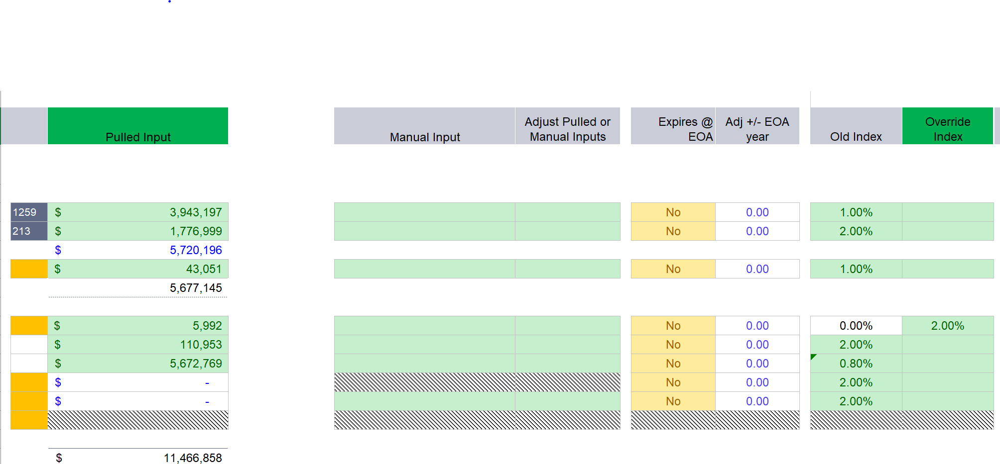 Pulled Input Manual Input Adjust Pulled or Manual Inputs Expires @ EOA Adj +/- EOA year Old Index Override Index
1259 $ 3,943,197 No 0.00 1.00%
213 $ 1,776,999 No 0.00 2.00%
$ 5,720,196
$ 43,051 No 0.00 1.00%
5,677,145
$ 5,992 No 0.00 0.00% 2.00%
$ 110,953 No 0.00 2.00%
$ 5,672,769 No 0.00 0.80%
$ - No 0.00 2.00%
$ - No 0.00 2.00%
$ 11,466,858